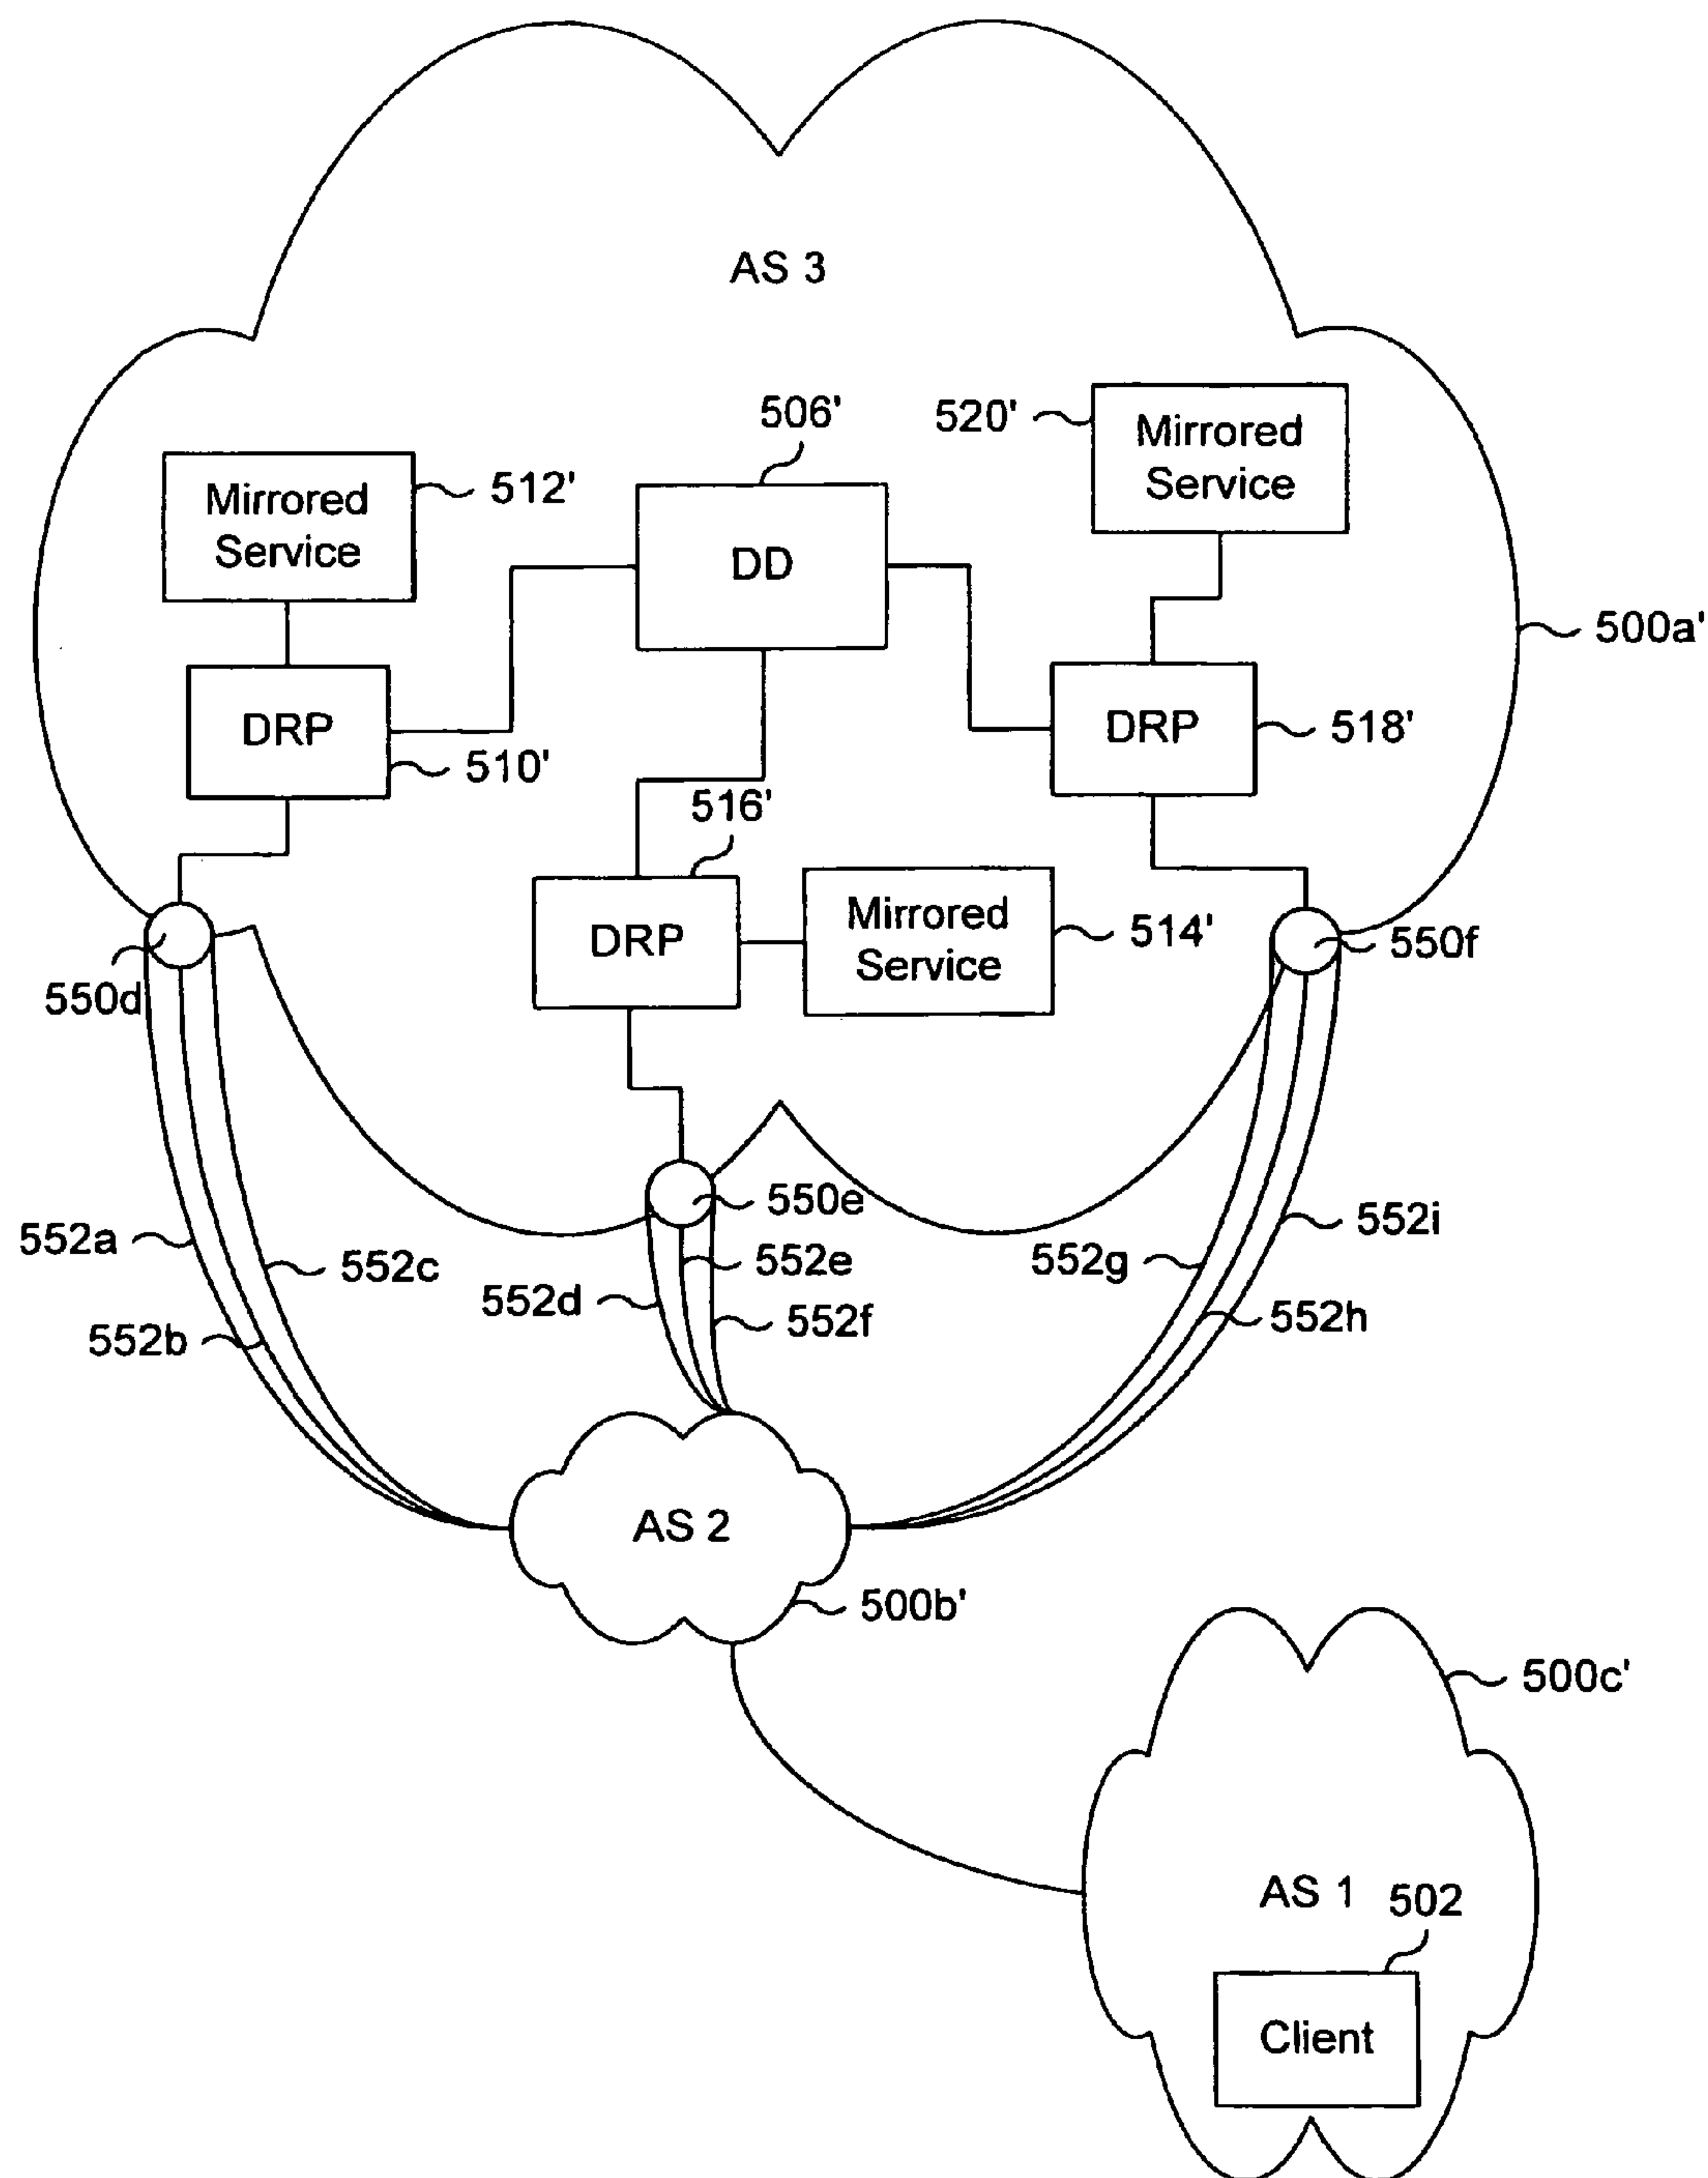 AS 3
506'
520'
Mirrored
Service
Mirrored
Service
512'
DD
500a'
DRP
510'
DRP
518'
516'
DRP
Mirrored
Service
514'
550d
550f
550e
552a
552c
552b
552d
552e
552f
552g
552i
552h
AS 2
500b'
500c'
AS 1
502
Client